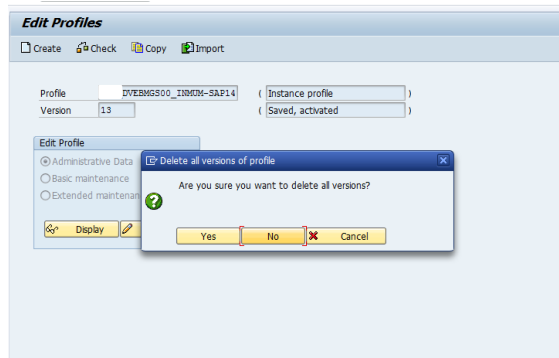 Edit Profiles
Create Check Copy Import
Profile DVEBMGS00_INMUM-SAP14 ( Instance profile )
Version 13 ( Saved, activated )
Edit Profile
Administrative Data
Basic maintenance
Extended maintenan
Display
Delete all versions of profile
Are you sure you want to delete all versions?
Yes No Cancel